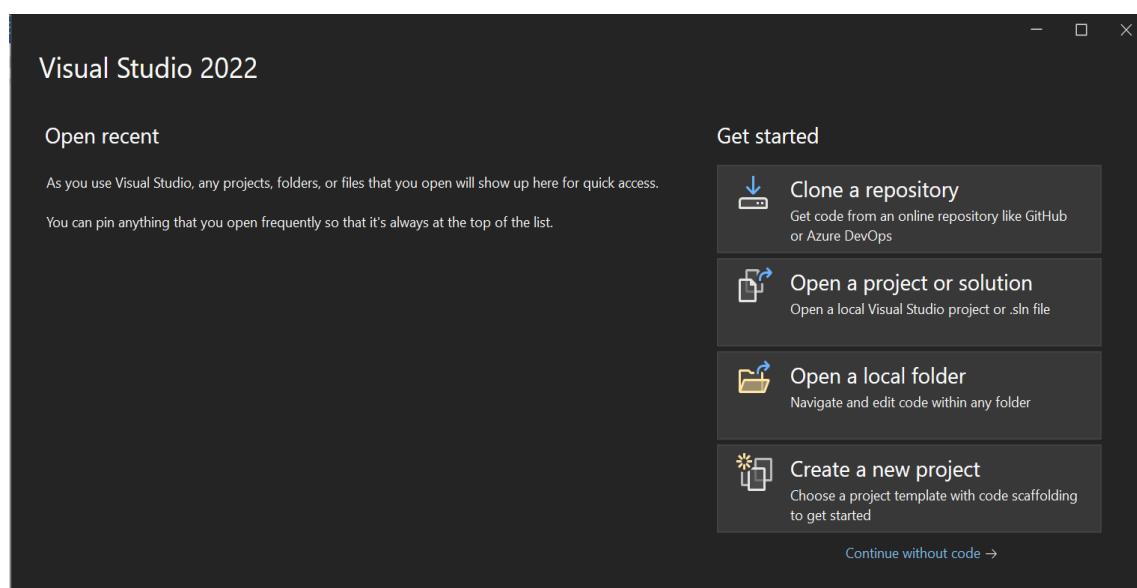 Visual Studio 2022
Open recent
As you use Visual Studio, any projects, folders, or files that you open will show up here for quick access.
You can pin anything that you open frequently so that it's always at the top of the list.
Get started
Clone a repository
Get code from an online repository like GitHub
or Azure DevOps
Open a project or solution
Open a local Visual Studio project or .sln file
Open a local folder
Navigate and edit code within any folder
Create a new project
Choose a project template with code scaffolding
to get started
Continue without code →